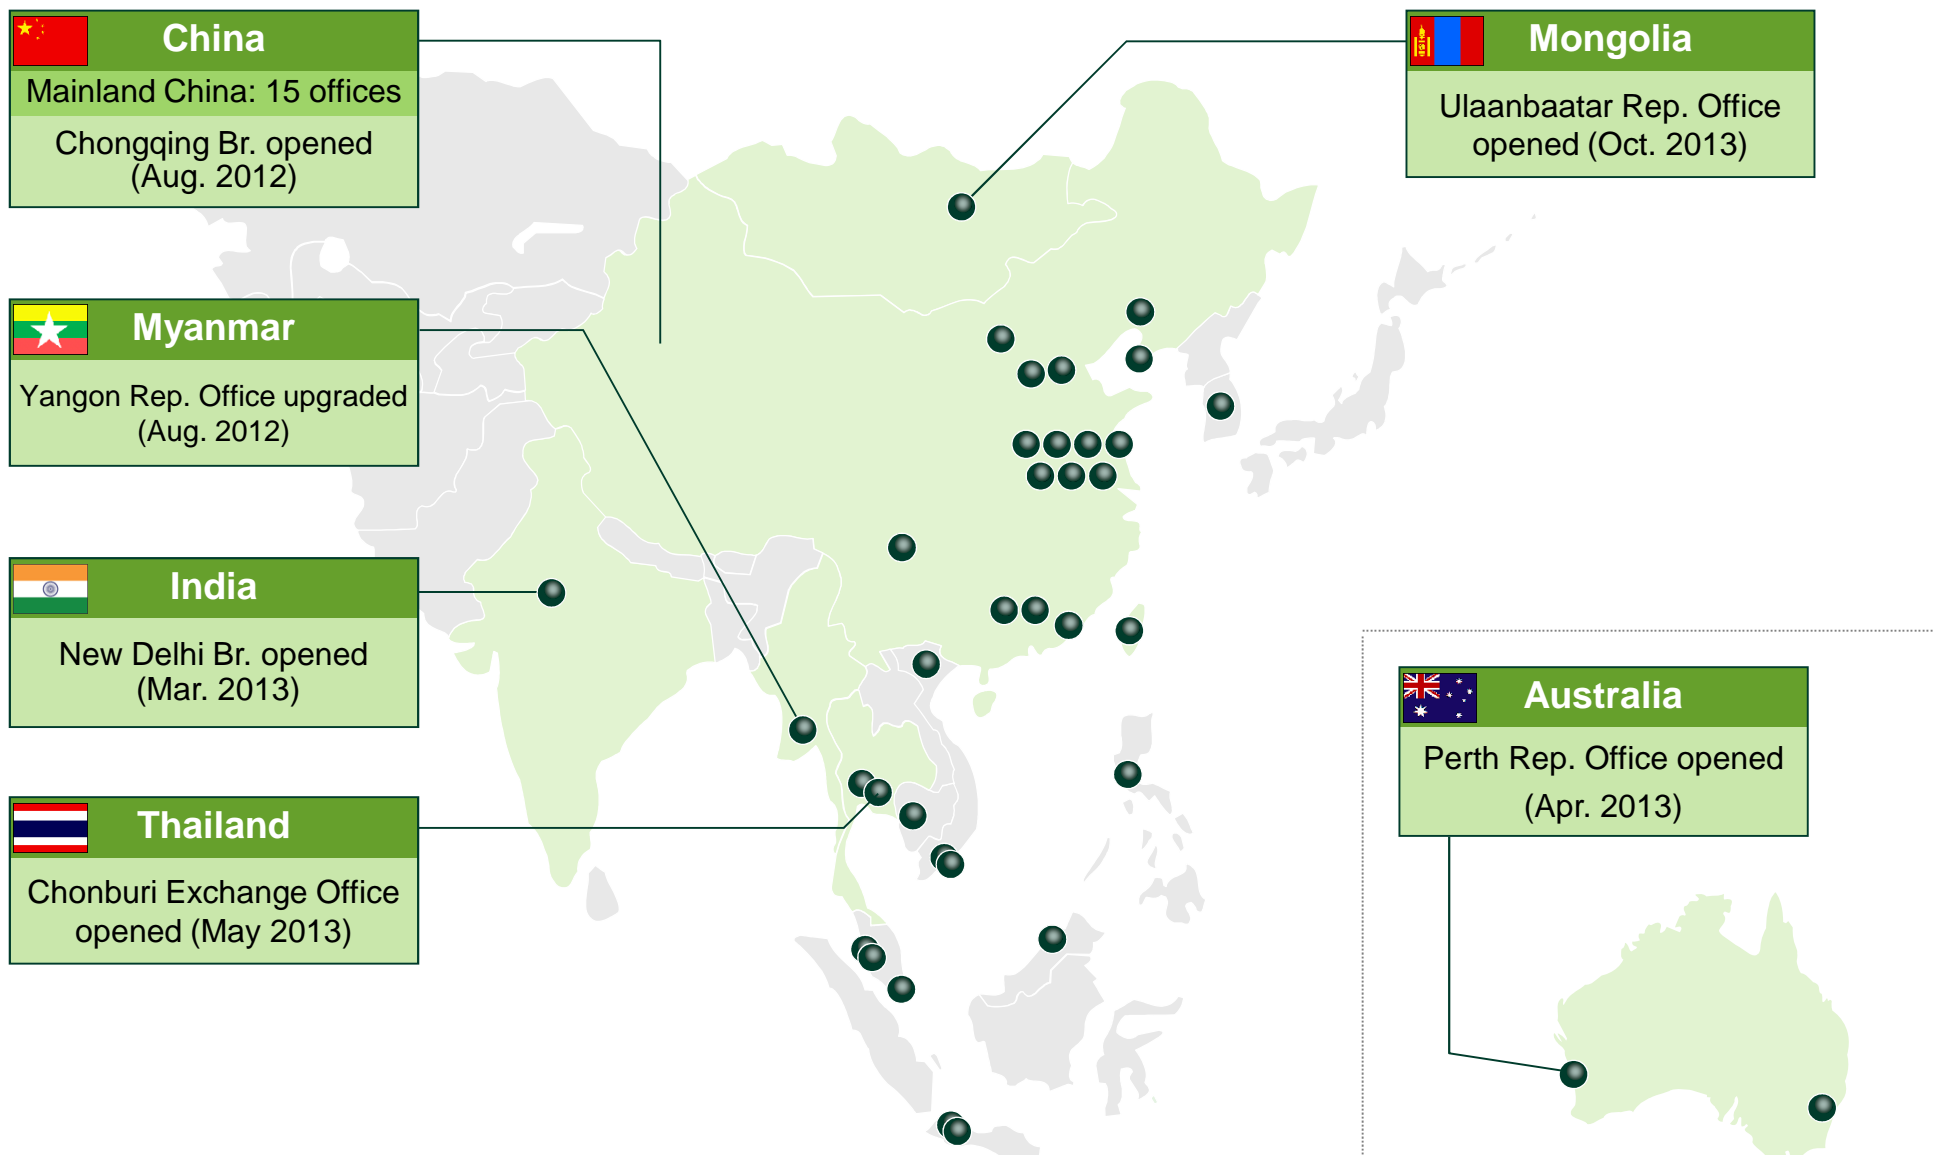 China
Mainland China: 15 offices
Chongqing Br. opened
(Aug. 2012)
Mongolia
Ulaanbaatar Rep. Office
opened (Oct. 2013)
Myanmar
Yangon Rep. Office upgraded
(Aug. 2012)
India
New Delhi Br. opened
(Mar. 2013)
Thailand
Chonburi Exchange Office
opened (May 2013)
Australia
Perth Rep. Office opened
(Apr. 2013)